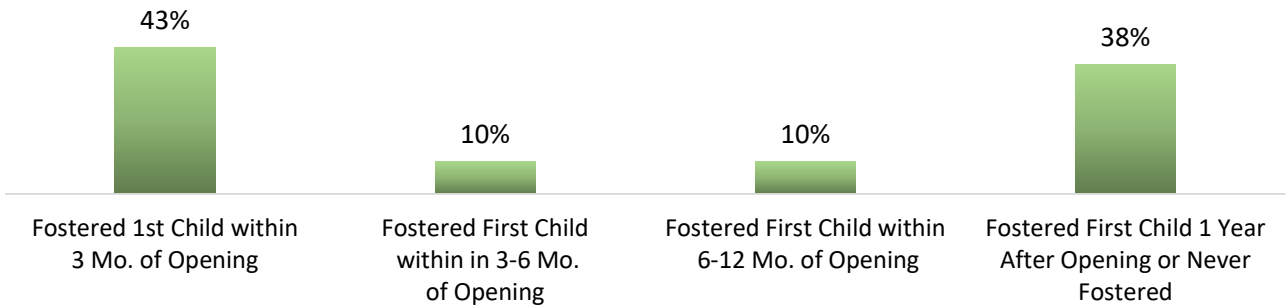 43%
10%
10%
38%
Fostered 1st Child within
3 Mo. of Opening
Fostered First Child
within in 3-6 Mo.
of Opening
Fostered First Child within
6-12 Mo. of Opening
Fostered First Child 1 Year
After Opening or Never
Fostered